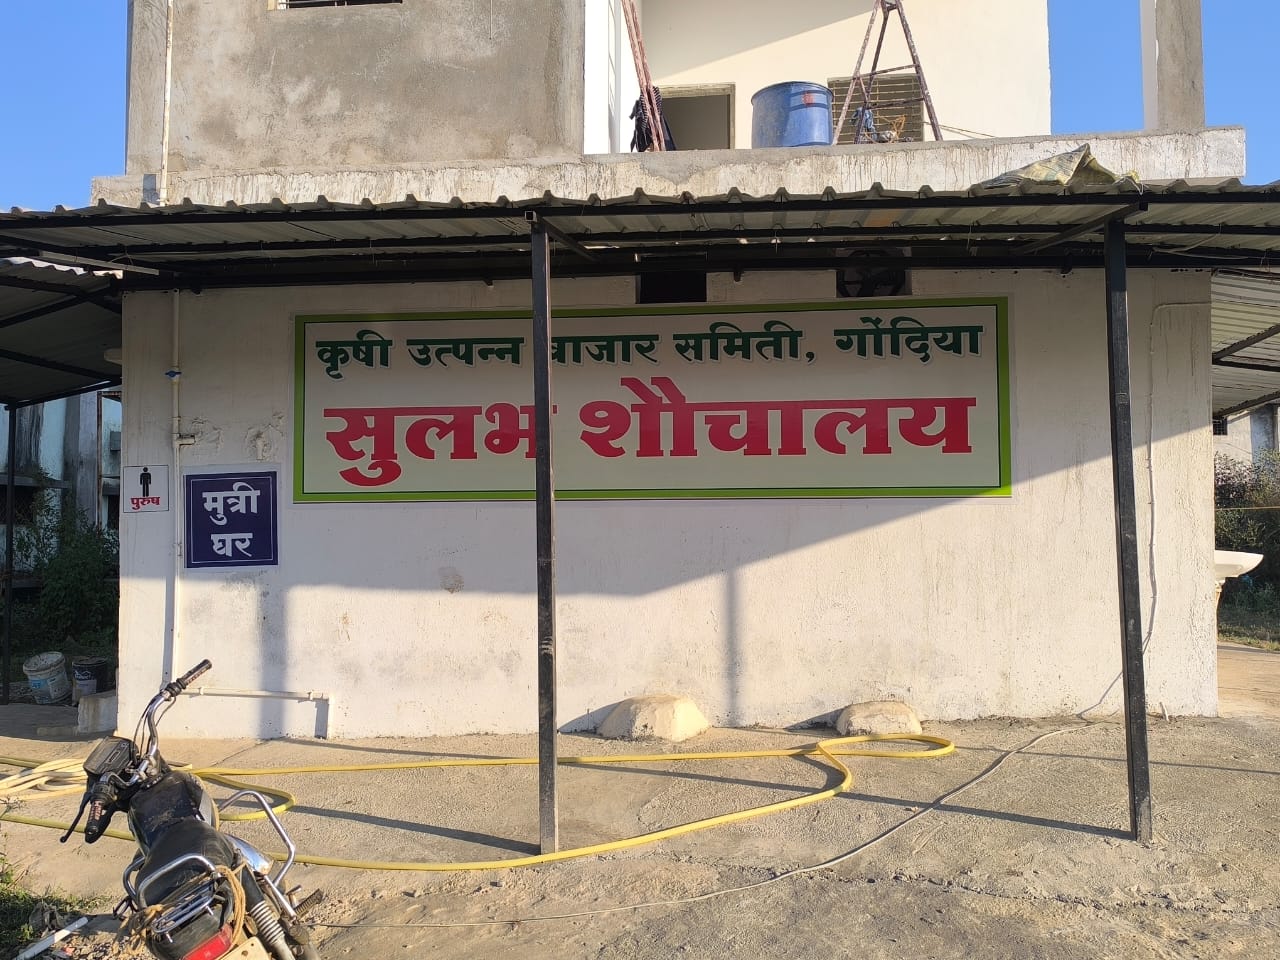 कृषी उत्पन्न बाजार समिती, गोंदिया
सुलभ शौचालय
पुरुष
मुत्री
घर